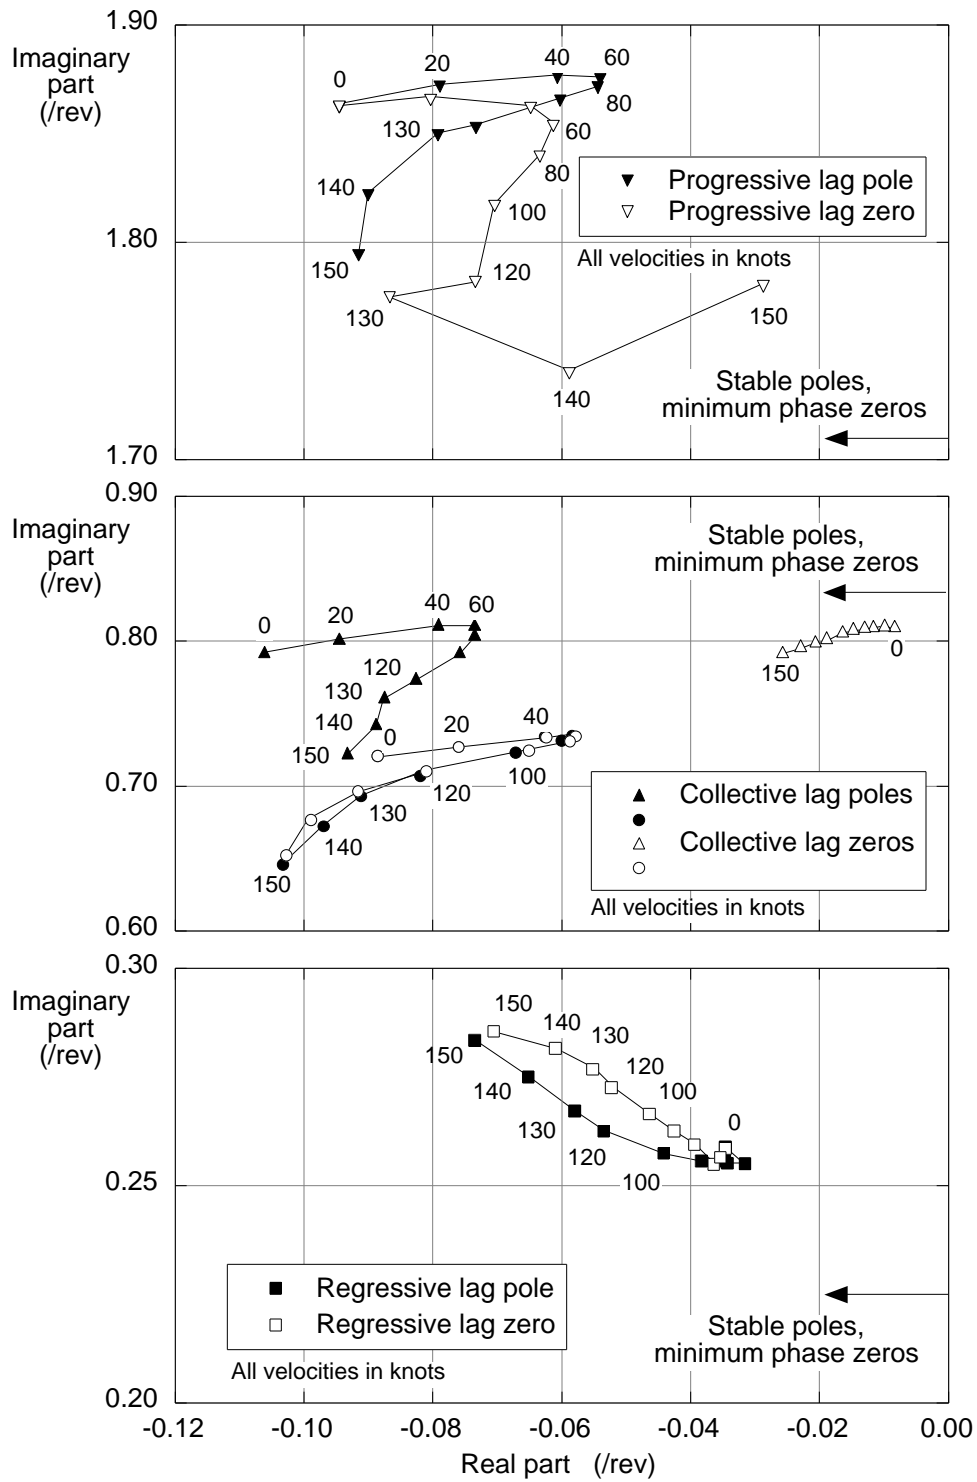 1.90
Imaginary
part
(/rev)
0
20
40
60
80
130
60
140
80
Progressive lag pole
Progressive lag zero
100
1.80
All velocities in knots
150
120
130
150
Stable poles,
minimum phase zeros
140
1.70
0.90
Imaginary
part
(/rev)
Stable poles,
minimum phase zeros
0
20
40
60
0.80
0
150
120
130
140
0
20
40
150
0.70
100
120
Collective lag poles
130
Collective lag zeros
140
150
All velocities in knots
0.60
0.30
Imaginary
part
(/rev)
150
140
130
150
120
140
100
0
130
120
100
0.25
Regressive lag pole
Regressive lag zero
Stable poles,
minimum phase zeros
All velocities in knots
0.20
-0.12
-0.10
-0.08
-0.06
-0.04
-0.02
0.00
Real part (/rev)